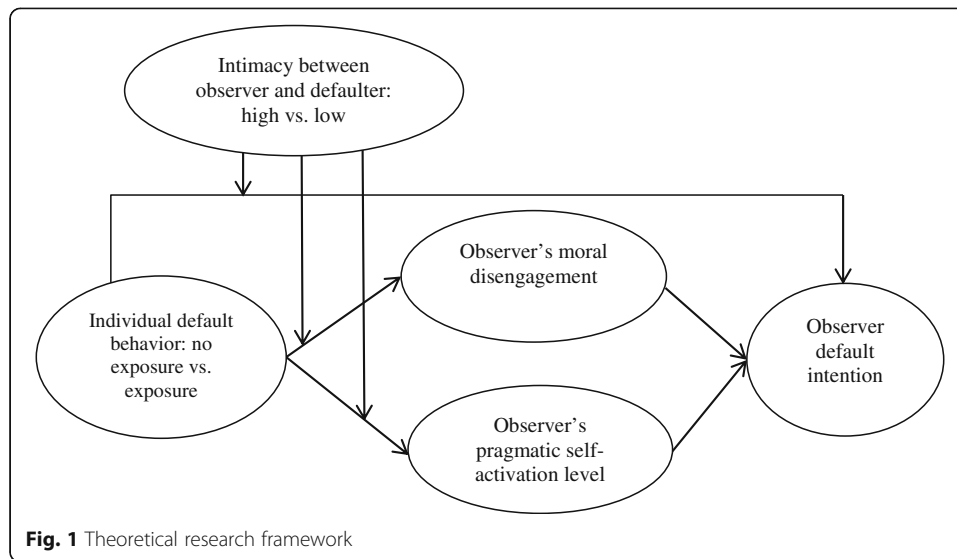 Intimacy between
observer and defaulter:
high vs. low
Observer's moral
disengagement
Individual default
behavior: no
exposure vs.
exposure
Observer
default
intention
Observer's
pragmatic self-
activation level
Fig. 1 Theoretical research framework